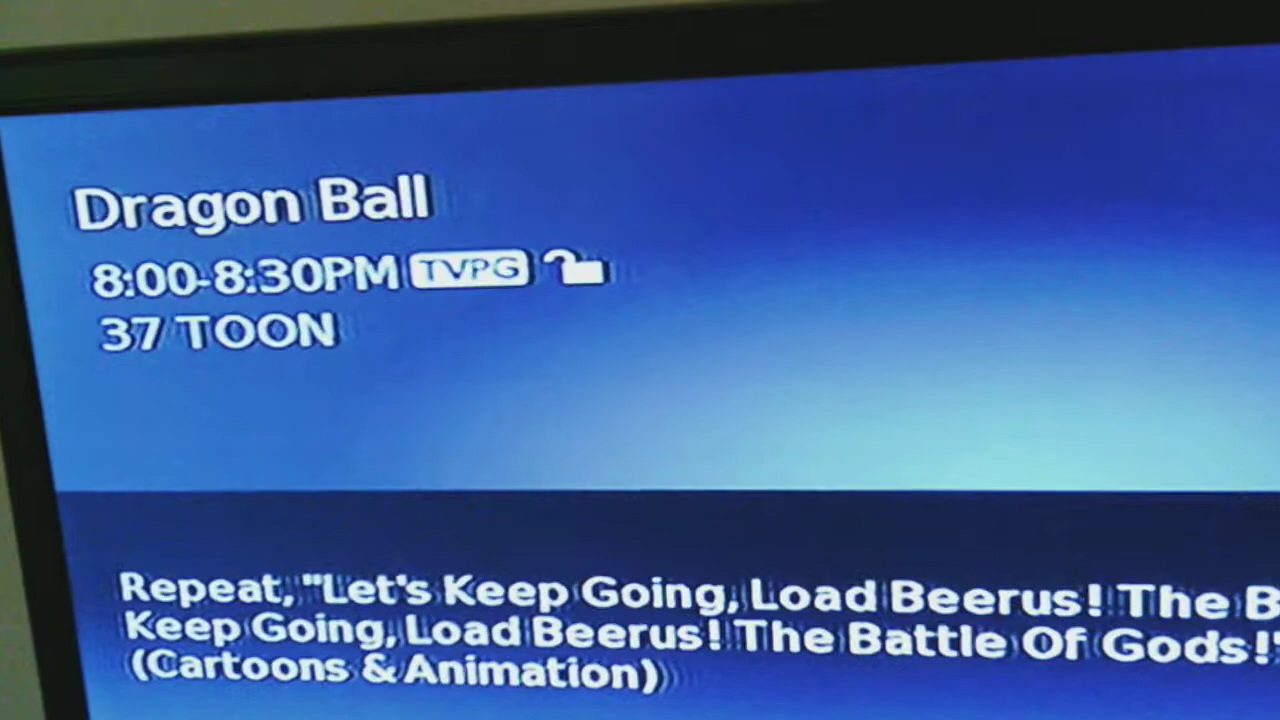 Dragon Ball
8:00-8:30PM TVPG
37 TOON
Repeat, "Let's Keep Going, Load Beerus! The
Keep Going, Load Beerus! The Battle Of Gods!
(Cartoons & Animation)